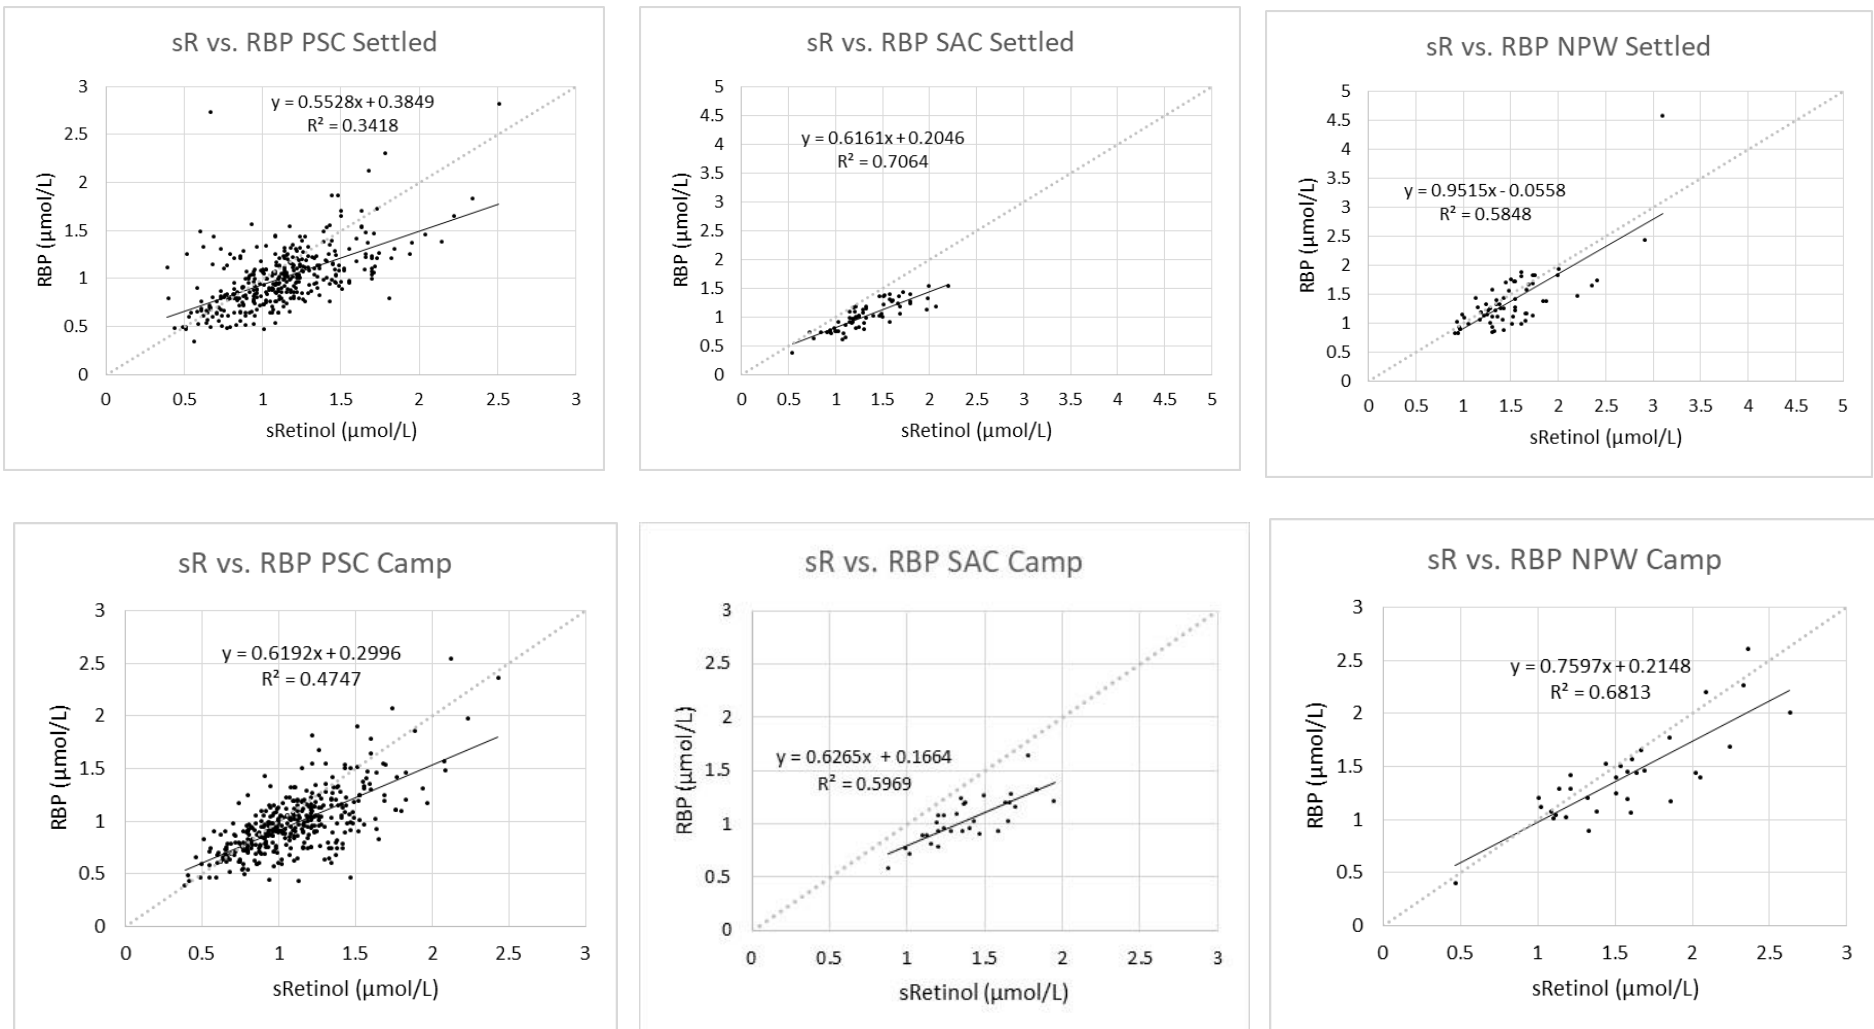 sR vs. RBP PSC Settled
y = 0.5528x + 0.3849
R² = 0.3418
RBP (µmol/L)
3
2.5
2
1.5
1
0.5
0
0 0.5 1 1.5 2 2.5 3
sRetinol (µmol/L)
sR vs. RBP SAC Settled
y = 0.6161x + 0.2046
R² = 0.7064
RBP (µmol/L)
5
4.5
4
3.5
3
2.5
2
1.5
1
0.5
0
0 0.5 1 1.5 2 2.5 3 3.5 4 4.5 5
sRetinol (µmol/L)
sR vs. RBP NPW Settled
y = 0.9515x - 0.0558
R² = 0.5848
RBP (µmol/L)
5
4.5
4
3.5
3
2.5
2
1.5
1
0.5
0
0 0.5 1 1.5 2 2.5 3 3.5 4 4.5 5
sRetinol (µmol/L)
sR vs. RBP PSC Camp
y = 0.6192x + 0.2996
R² = 0.4747
RBP (µmol/L)
3
2.5
2
1.5
1
0.5
0
0 0.5 1 1.5 2 2.5 3
sRetinol (µmol/L)
sR vs. RBP SAC Camp
y = 0.6265x + 0.1664
R² = 0.5969
RBP (µmol/L)
3
2.5
2
1.5
1
0.5
0
0 0.5 1 1.5 2 2.5 3
sRetinol (µmol/L)
sR vs. RBP NPW Camp
y = 0.7597x + 0.2148
R² = 0.6813
RBP (µmol/L)
3
2.5
2
1.5
1
0.5
0
0 0.5 1 1.5 2 2.5 3
sRetinol (µmol/L)